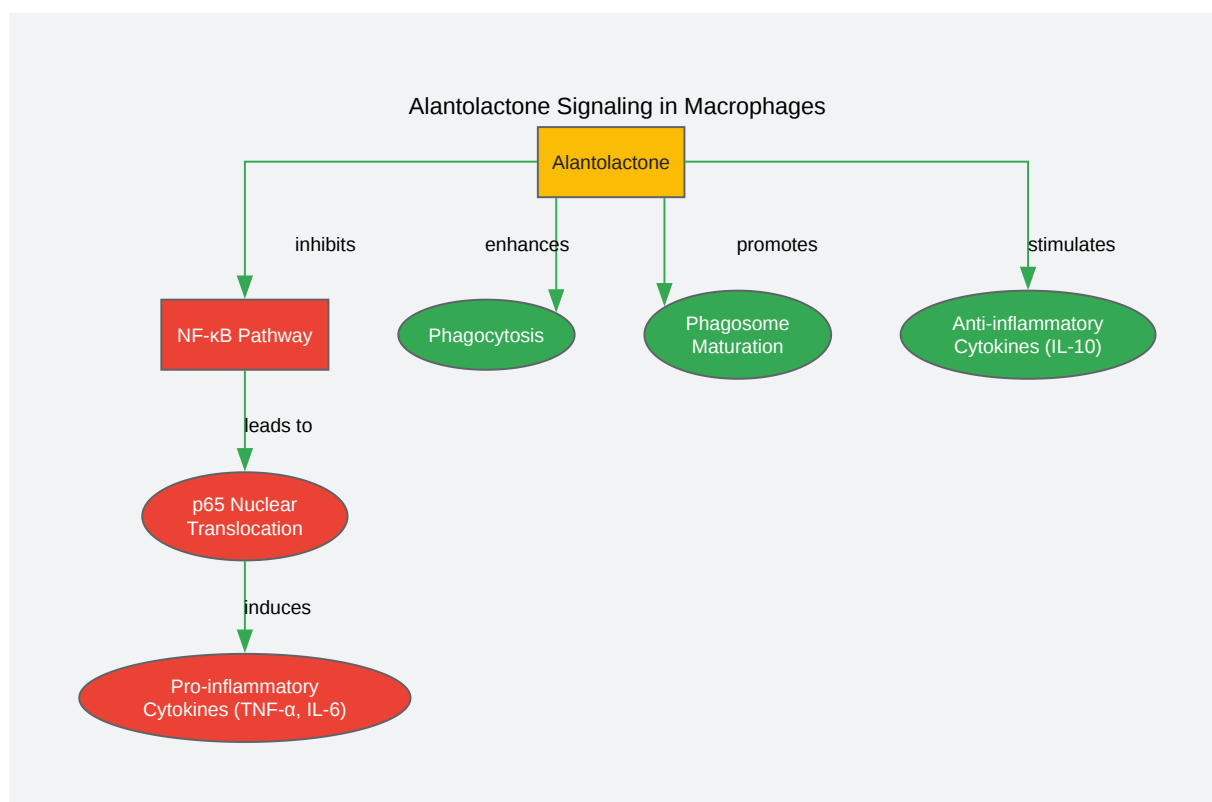 Alantolactone Signaling in Macrophages
Alantolactone
inhibits
enhances
promotes
stimulates
NF-κB Pathway
Phagocytosis
Phagosome
Maturation
Anti-inflammatory
Cytokines (IL-10)
leads to
p65 Nuclear
Translocation
induces
Pro-inflammatory
Cytokines (TNF-α, IL-6)